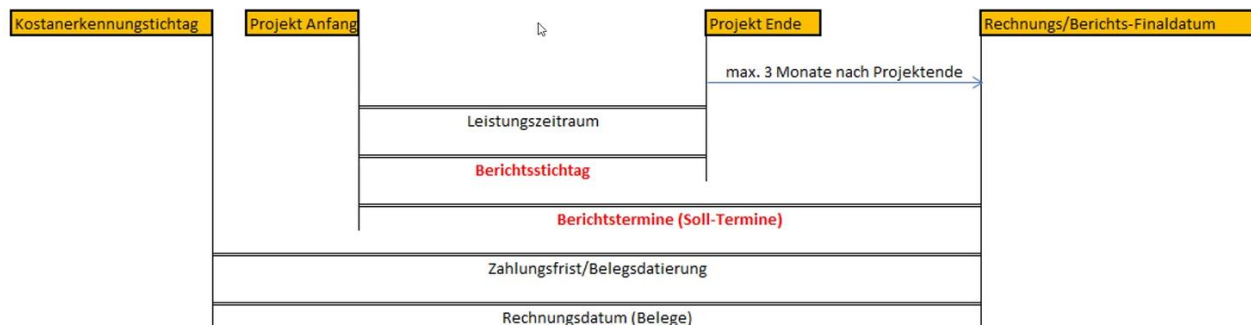 Kostanerkennungstichtag
Projekt Anfang
Projekt Ende
Rechnungs/Berichts-Finaldatum
max. 3 Monate nach Projektende
Leistungszeitraum
Berichtsstichtag
Berichtstermine (Soll-Termine)
Zahlungsfrist/Belegsdatierung
Rechnungsdatum (Belege)